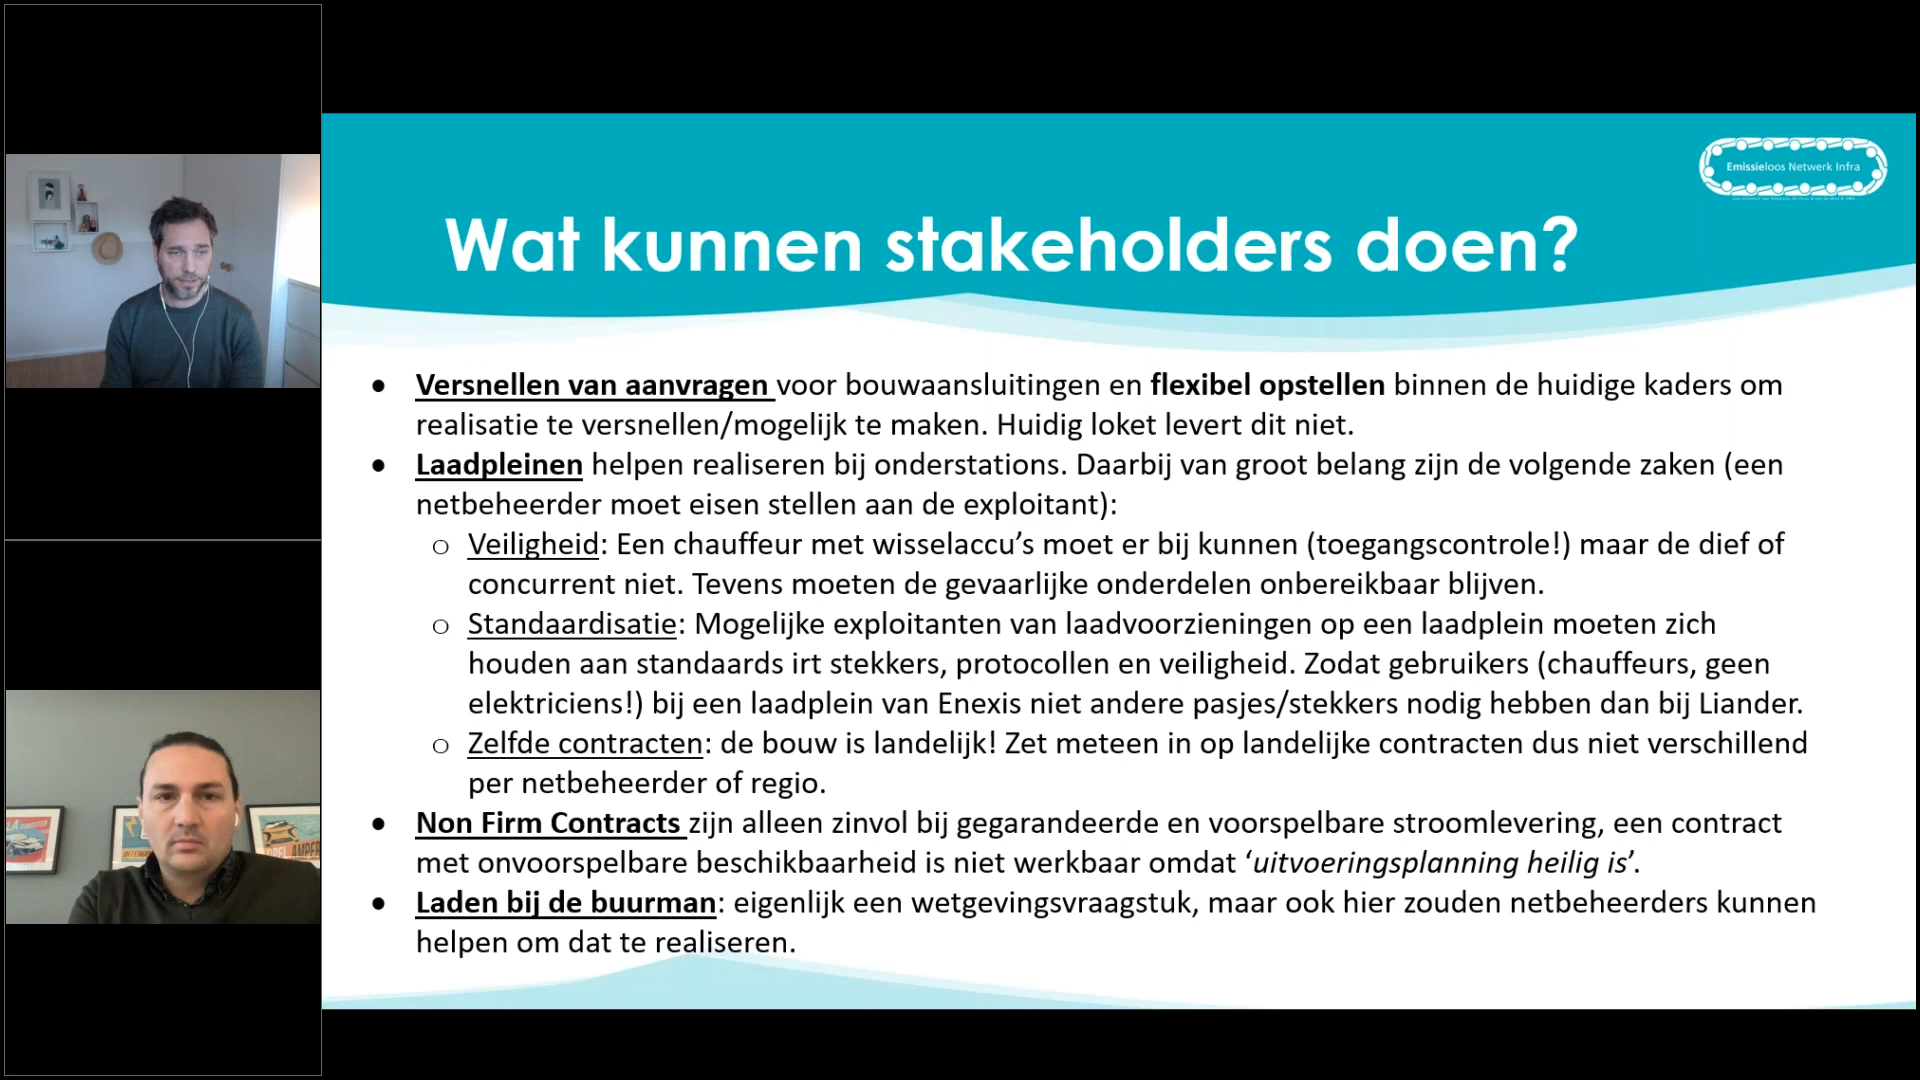 Emissieloos Netwerk Infra
Wat kunnen stakeholders doen?
● Versnellen van aanvragen voor bouwaansluitingen en flexibel opstellen binnen de huidige kaders om
realisatie te versnellen/mogelijk te maken. Huidig loket levert dit niet.
● Laadpleinen helpen realiseren bij onderstations. Daarbij van groot belang zijn de volgende zaken (een
netbeheerder moet eisen stellen aan de exploitant):
o Veiligheid: Een chauffeur met wisselaccu’s moet er bij kunnen (toegangscontrole!) maar de dief of
concurrent niet. Tevens moeten de gevaarlijke onderdelen onbereikbaar blijven.
o Standaardisatie: Mogelijke exploitanten van laadvoorzieningen op een laadplein moeten zich
houden aan standaards irt stekkers, protocollen en veiligheid. Zodat gebruikers (chauffeurs, geen
elektriciens!) bij een laadplein van Enexis niet andere pasjes/stekkers nodig hebben dan bij Liander.
o Zelfde contracten: de bouw is landelijk! Zet meteen in op landelijke contracten dus niet verschillend
per netbeheerder of regio.
● Non Firm Contracts zijn alleen zinvol bij gegarandeerde en voorspelbare stroomlevering, een contract
met onvoorspelbare beschikbaarheid is niet werkbaar omdat ‘uitvoeringsplanning heilig is’.
● Laden bij de buurman: eigenlijk een wetgevingsvraagstuk, maar ook hier zouden netbeheerders kunnen
helpen om dat te realiseren.